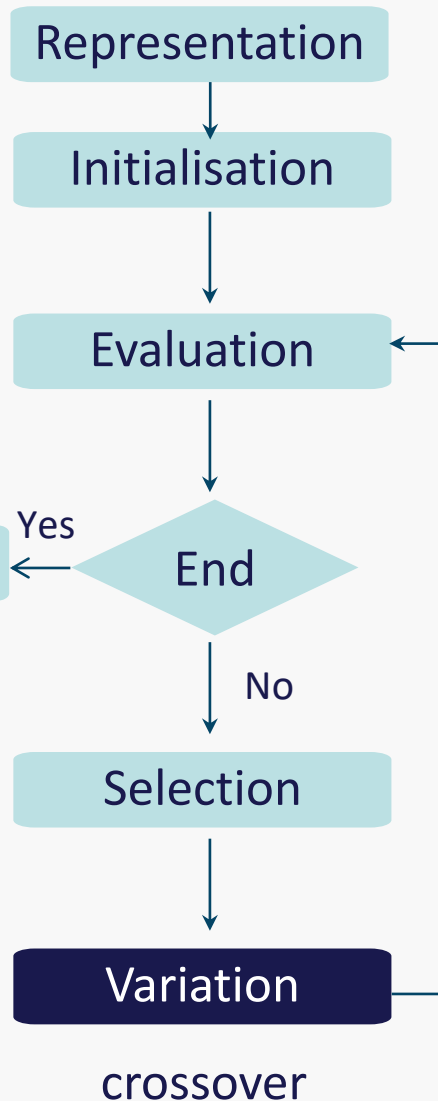 Representation
Initialisation
Evaluation
Yes
End
No
Selection
Variation
crossover